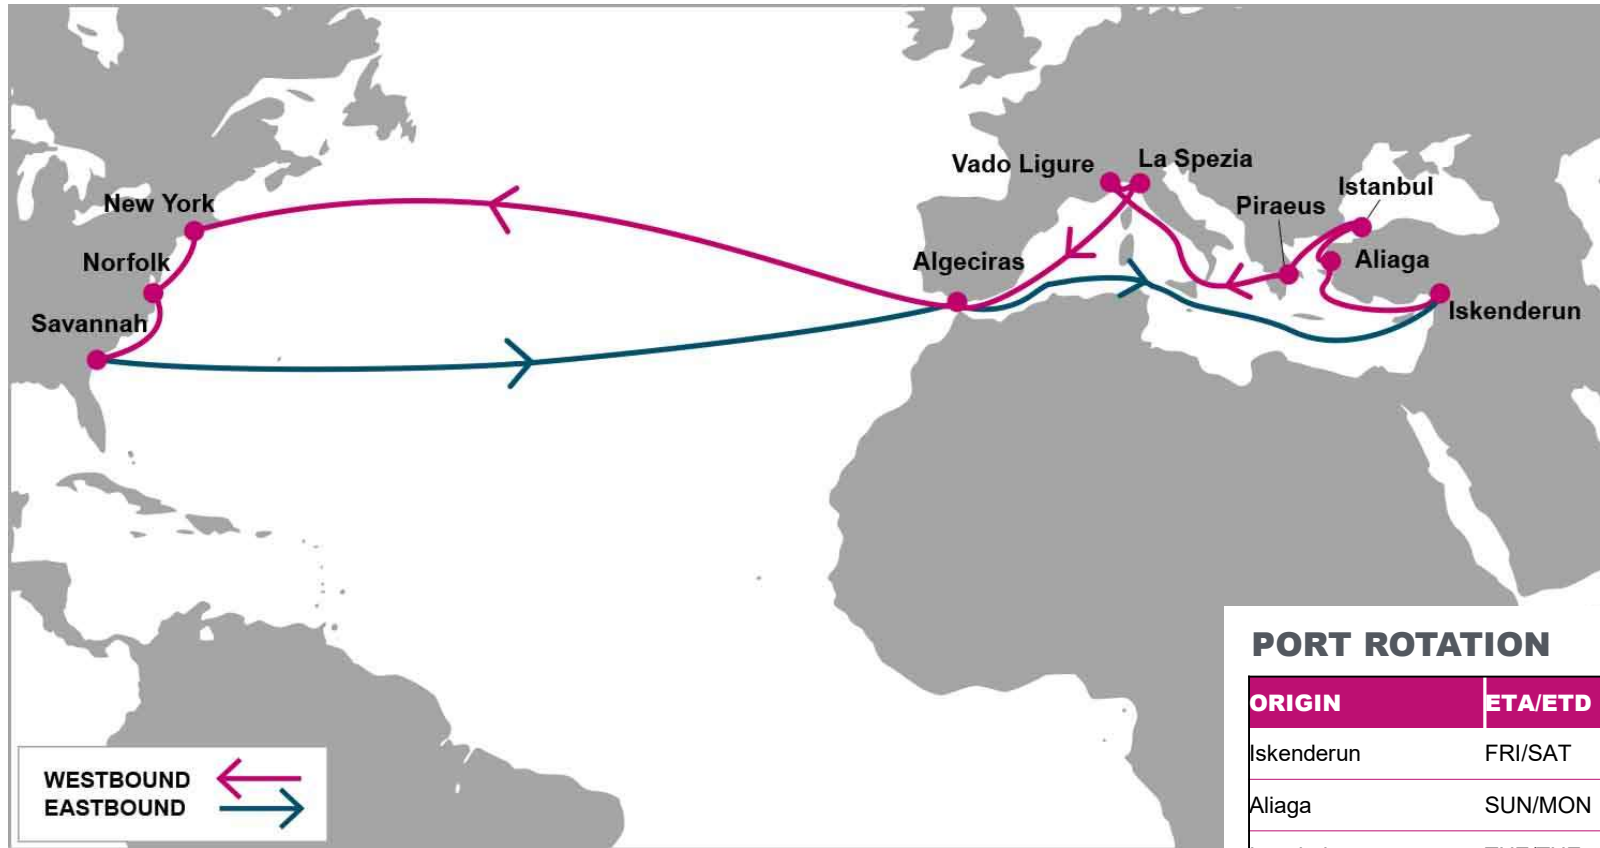 Vado Ligure
La Spezia
Istanbul
Piraeus
New York
Norfolk
Algeciras
Aliaga
Savannah
Iskenderun
PORT ROTATION
ORIGIN ETA/ETD
Iskenderun FRI/SAT
Aliaga SUN/MON
WESTBOUND
EASTBOUND